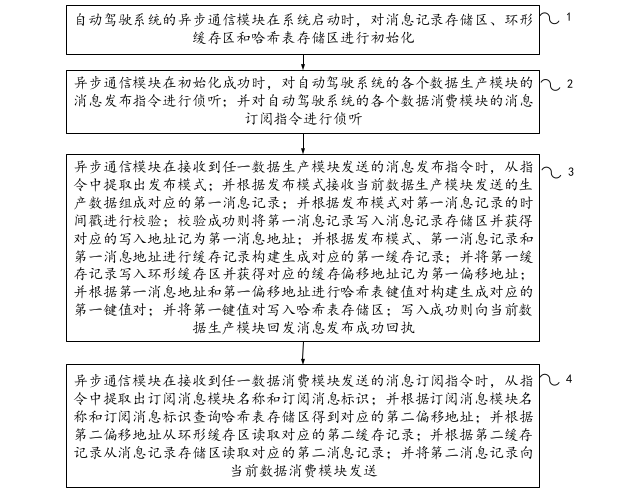 自动驾驶系统的异步通信模块在系统启动时，对消息记录存储区、环形
缓存区和哈希表存储区进行初始化
1
异步通信模块在初始化成功时，对自动驾驶系统的各个数据生产模块的
消息发布指令进行侦听；并对自动驾驶系统的各个数据消费模块的消息
订阅指令进行侦听
2
异步通信模块在接收到任一数据生产模块发送的消息发布指令时，从指
令中提取出发布模式；并根据发布模式接收当前数据生产模块发送的生
产数据组成对应的第一消息记录；并根据发布模式对第一消息记录的时
间戳进行校验；校验成功则将第一消息记录写入消息记录存储区并获得
对应的写入地址记为第一消息地址；并根据发布模式、第一消息记录和
第一消息地址进行缓存记录构建生成对应的第一缓存记录；并将第一缓
存记录写入环形缓存区并获得对应的缓存偏移地址记为第一偏移地址；
并根据第一消息地址和第一偏移地址进行哈希表键值对构建生成对应的
第一键值对；并将第一键值对写入哈希表存储区；写入成功则向当前数
据生产模块回发消息发布成功回执
3
异步通信模块在接收到任一数据消费模块发送的消息订阅指令时，从指
令中提取出订阅消息模块名称和订阅消息标识；并根据订阅消息模块名
称和订阅消息标识查询哈希表存储区得到对应的第二偏移地址；并根据
第二偏移地址从环形缓存区读取对应的第二缓存记录；并根据第二缓存
记录从消息记录存储区读取对应的第二消息记录；并将第二消息记录向
当前数据消费模块发送
4